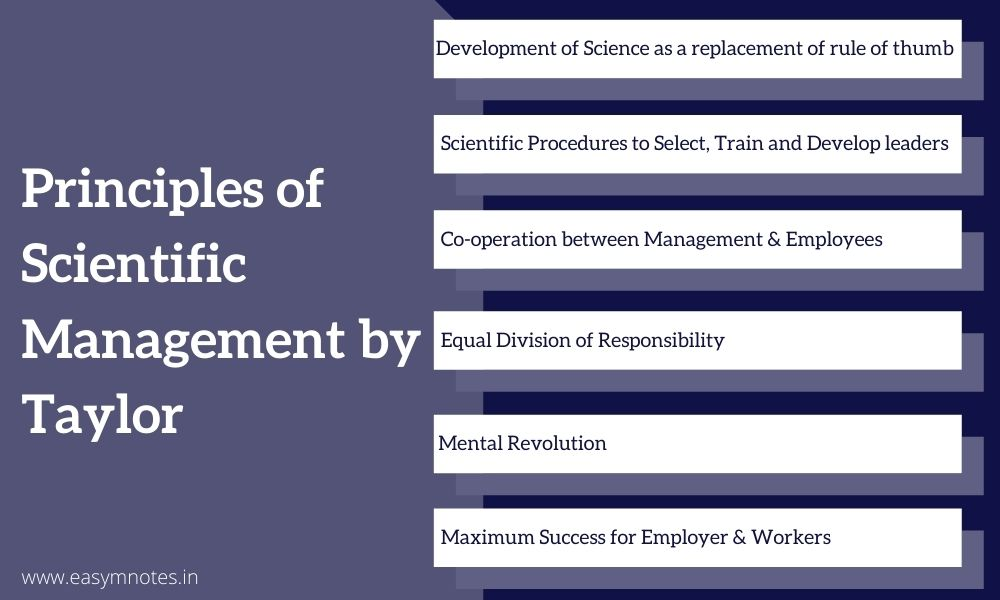 Principles of
Scientific
Management by
Taylor
Development of Science as a replacement of rule of thumb
Scientific Procedures to Select, Train and Develop leaders
Co-operation between Management & Employees
Equal Division of Responsibility
Mental Revolution
Maximum Success for Employer & Workers
www.easymnotes.in